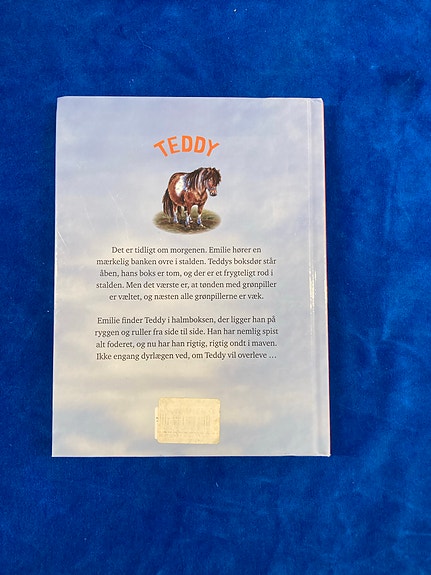 TEDDY
Det er tidligt om morgenen. Emilie hører en
mærkelig banken ovre i stalden. Teddys boksdør står
åben, hans boks er tom, og der er et frygteligt rod i
stalden. Men det værste er, at tønden med grønpiller
er væltet, og næsten alle grønpillerne er væk.
Emilie finder Teddy i halmboksen, der ligger han på
ryggen og ruller fra side til side. Han har nemlig spist
alt foderet, og nu har han rigtig, rigtig ondt i maven.
Ikke engang dyrlægen ved, om Teddy vil overleve …